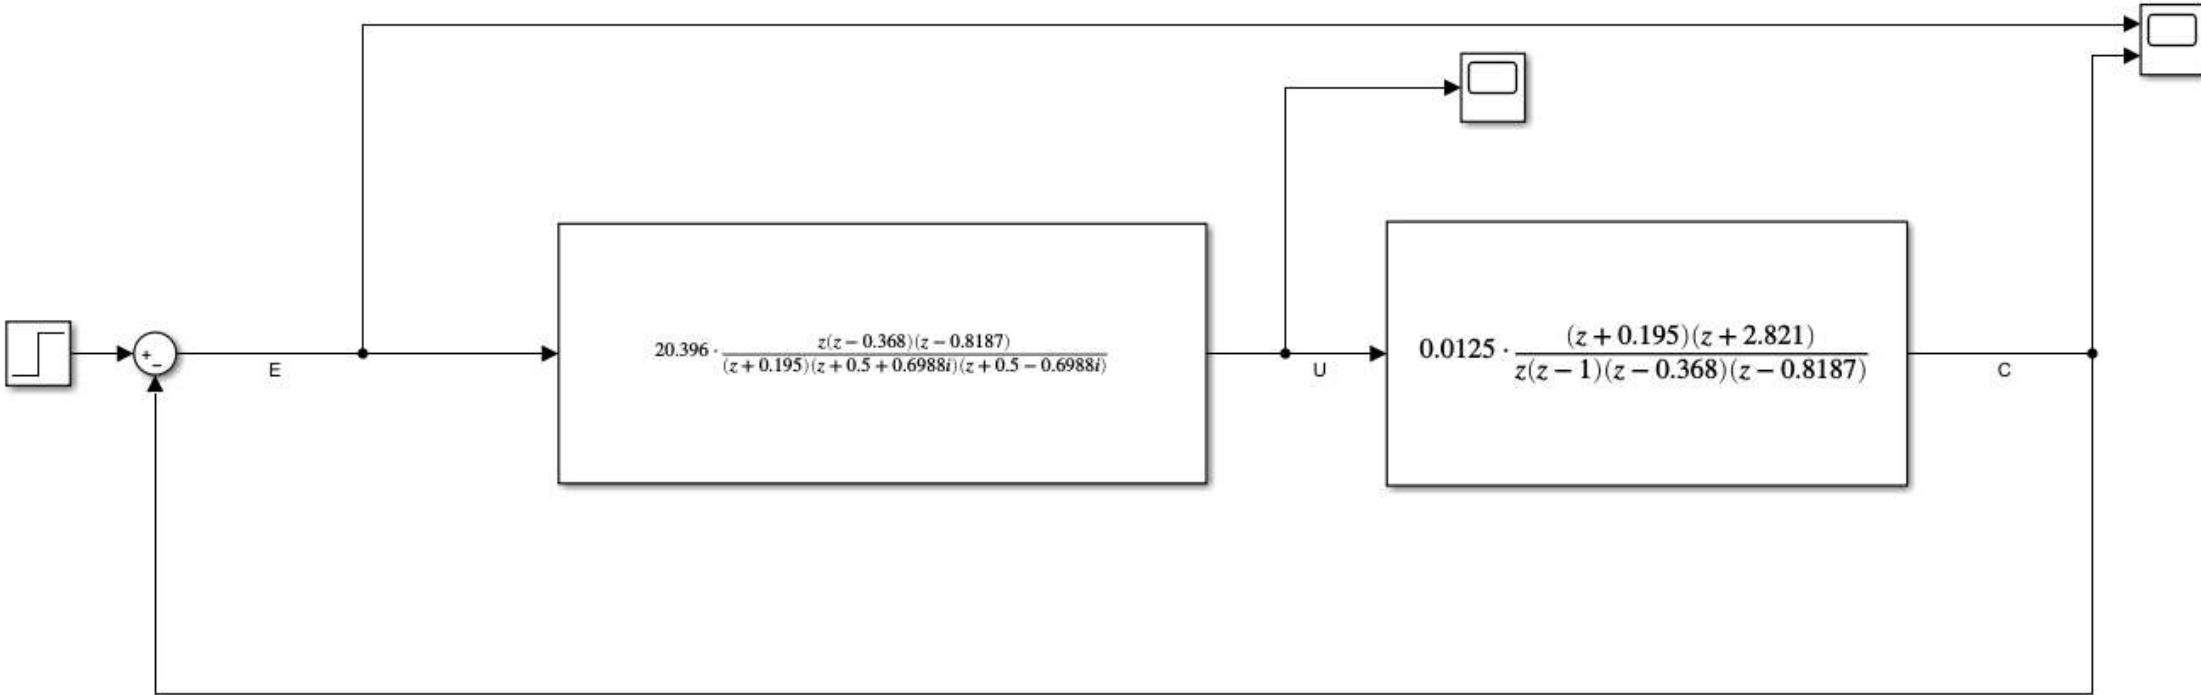 +
−
E
20.396 · z(z − 0.368)(z − 0.8187) / (z + 0.195)(z + 0.5 + 0.6988i)(z + 0.5 − 0.6988i)
U
0.0125 · (z + 0.195)(z + 2.821) / z(z − 1)(z − 0.368)(z − 0.8187)
C